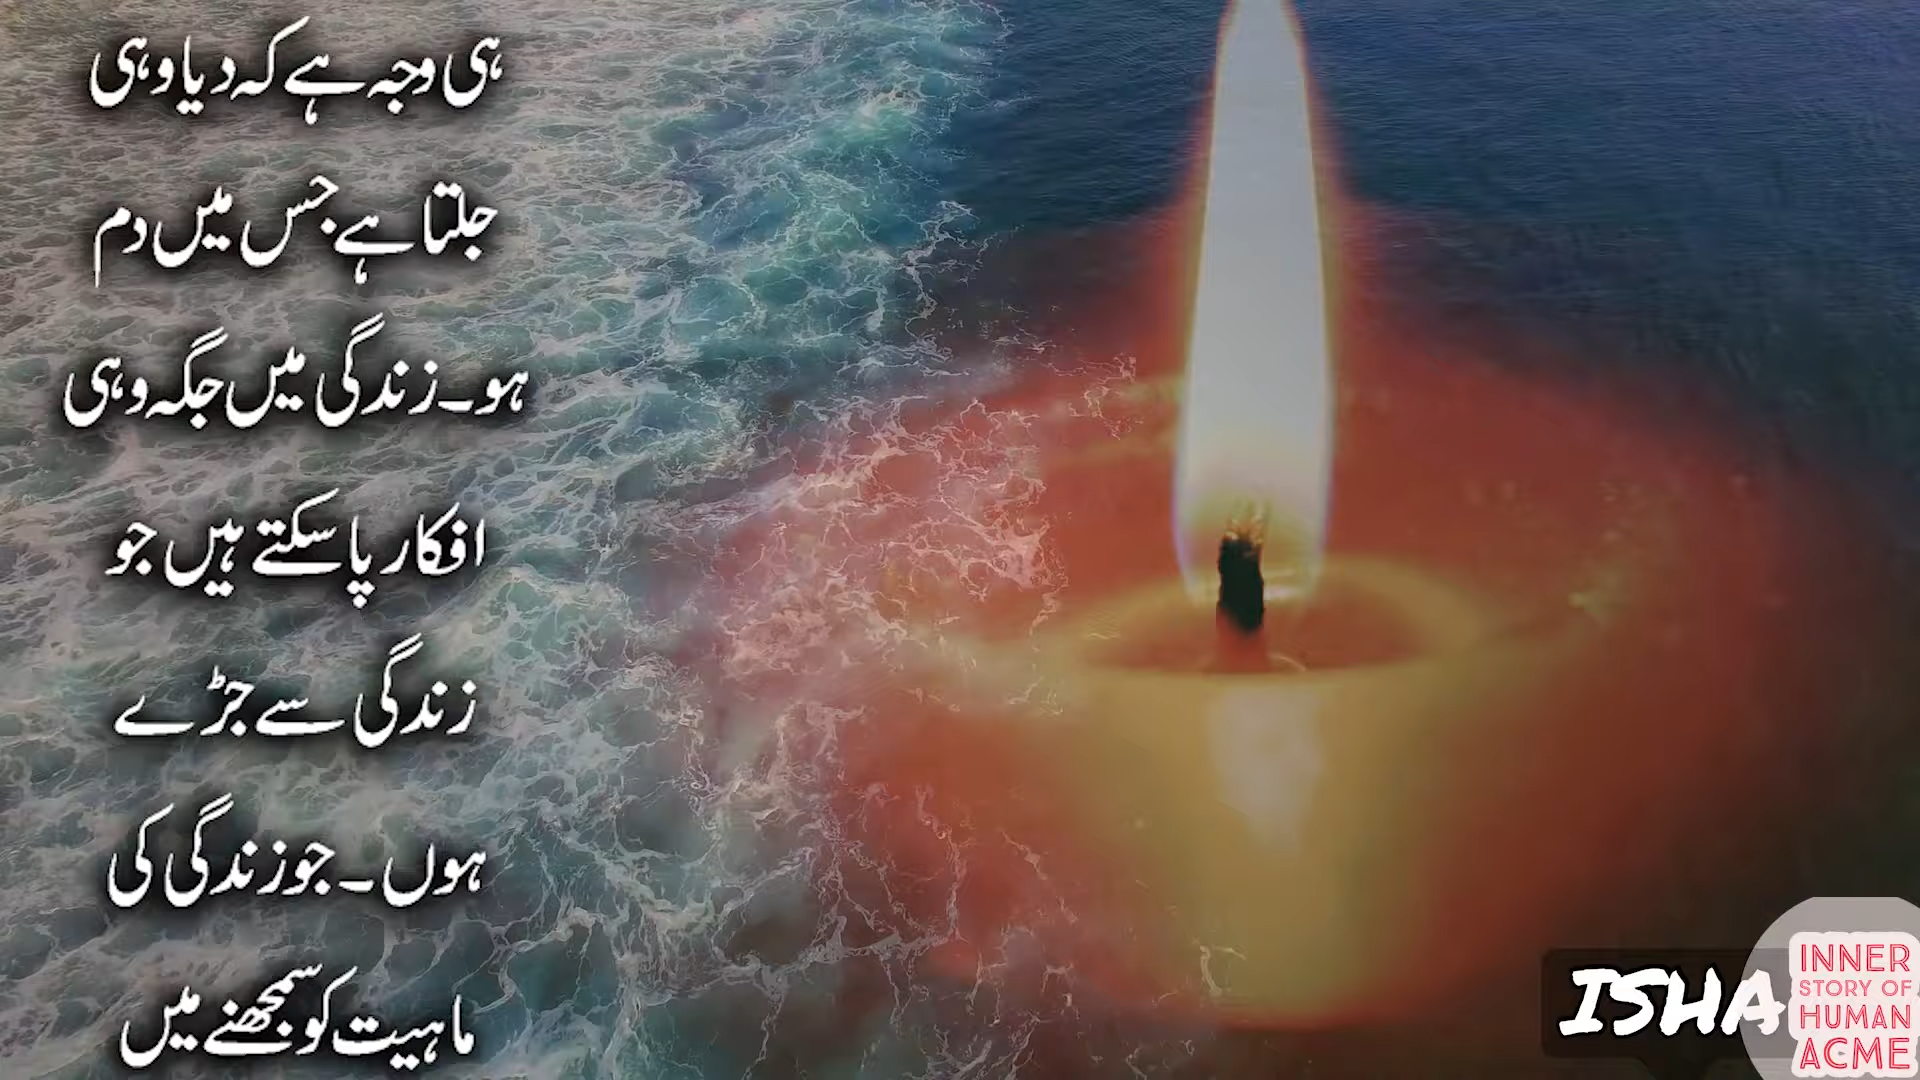 ہی وجہ ہے کہ دیا وہی
جلتا ہے جس میں دم
ہو۔ زندگی میں جگہ وہی
افکار پا سکتے ہیں جو
زندگی سے جڑے
ہوں ۔ جو زندگی کی
ماہیت کو سمجھنے میں
ISHA
INNER
STORY OF
HUMAN
ACME